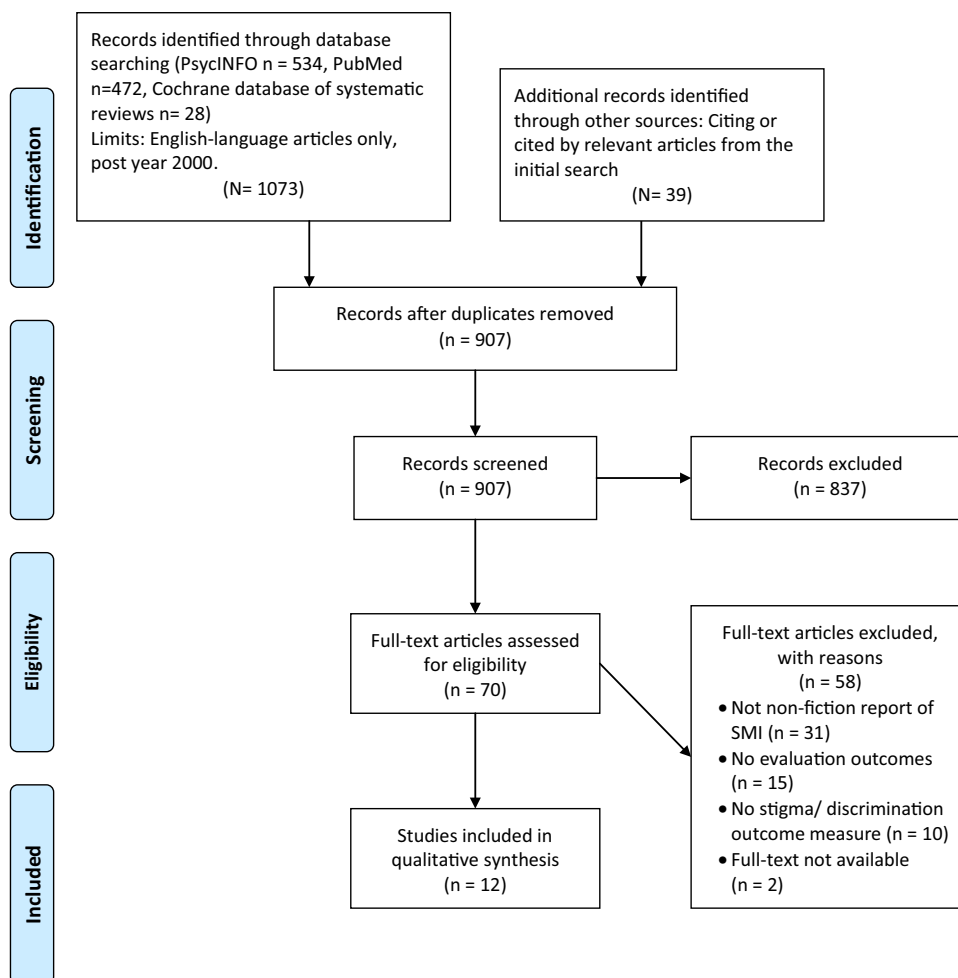 Records identified through database
searching (PsycINFO n = 534, PubMed
n=472, Cochrane database of systematic
reviews n= 28)
Limits: English-language articles only,
post year 2000.
(N= 1073)
Additional records identified
through other sources: Citing or
cited by relevant articles from the
initial search
(N= 39)
Identification
Records after duplicates removed
(n = 907)
Screening
Records screened
(n = 907)
Records excluded
(n = 837)
Eligibility
Full-text articles assessed
for eligibility
(n = 70)
Full-text articles excluded,
with reasons
(n = 58)
• Not non-fiction report of
SMI (n = 31)
• No evaluation outcomes
(n = 15)
• No stigma/ discrimination
outcome measure (n = 10)
• Full-text not available
(n = 2)
Included
Studies included in
qualitative synthesis
(n = 12)